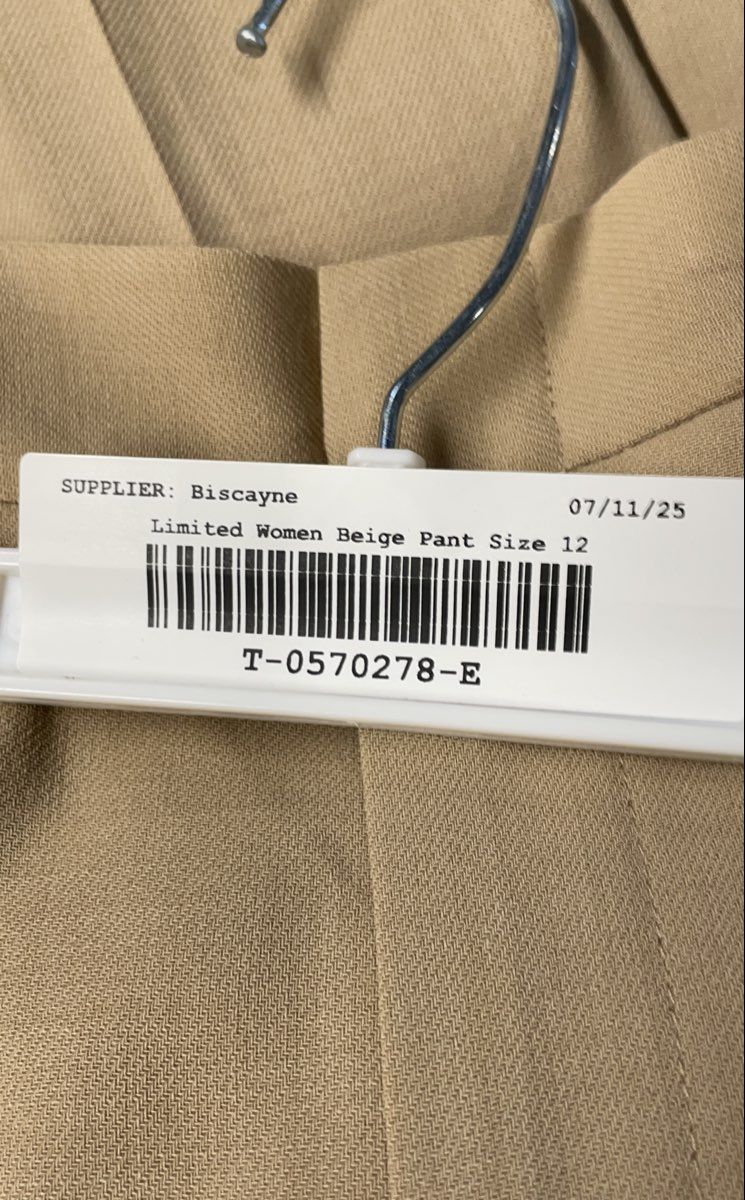 SUPPLIER: Biscayne 07/11/25
Limited Women Beige Pant Size 12
T-0570278-E